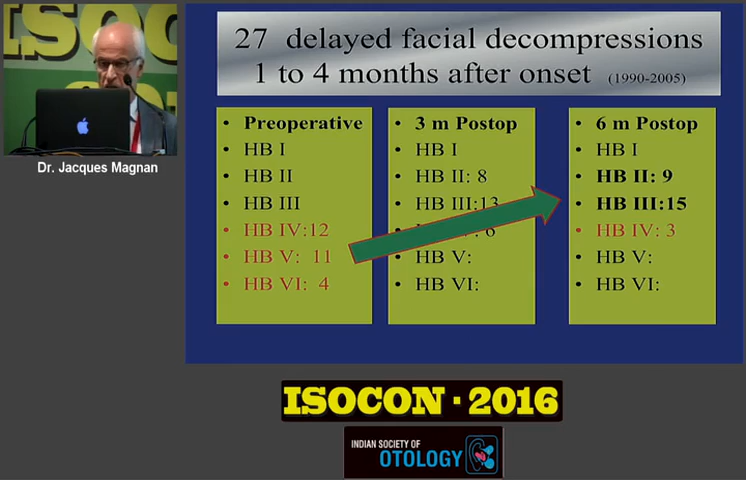 ISO
Dr. Jacques Magnan
27 delayed facial decompressions
1 to 4 months after onset (1990-2005)
• Preoperative
• HB I
• HB II
• HB III
• HB IV:12
• HB V: 11
• HB VI: 4
• 3 m Postop
• HB I
• HB II: 8
• HB III:13
6
• HB V:
• HB VI:
• 6 m Postop
• HB I
• HB II: 9
• HB III:15
• HB IV: 3
• HB V:
• HB VI:
ISOCON · 2016
INDIAN SOCIETY OF
OTOLOGY